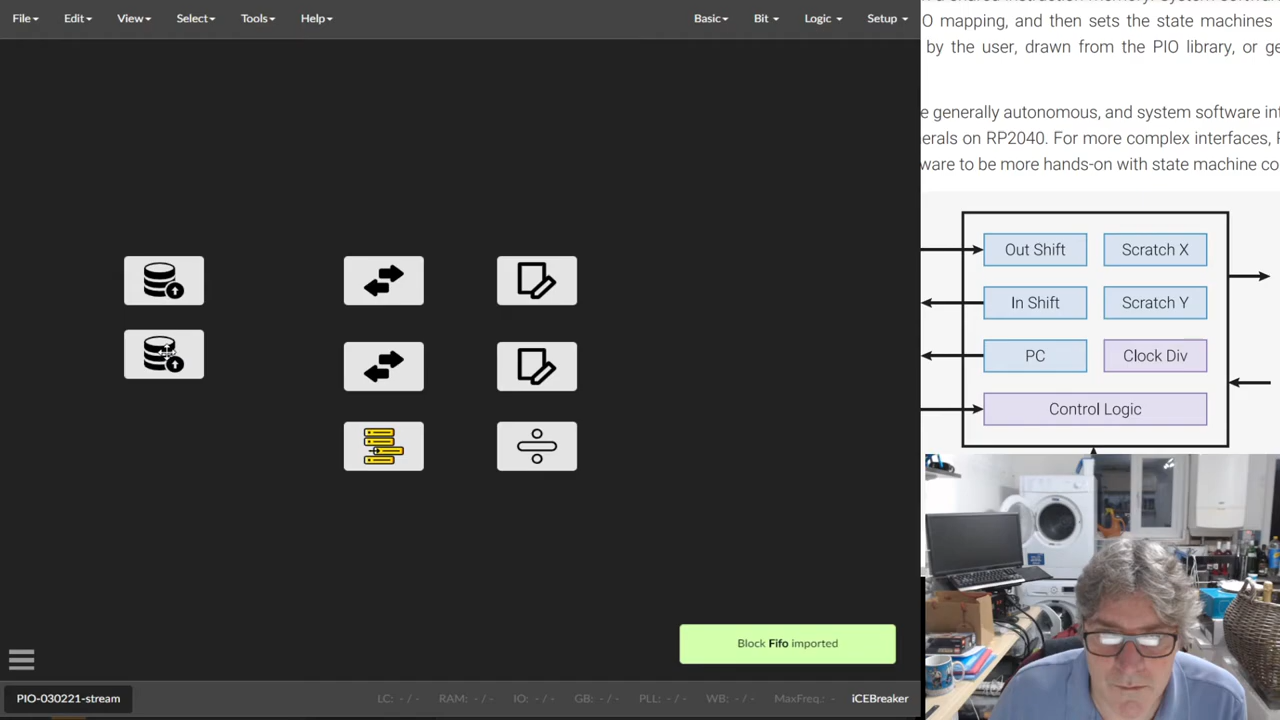 File Edit View Select Tools Help Basic Bit Logic Setup
O mapping, and then sets the state machines
by the user, drawn from the PIO library, or ge
e generally autonomous, and system software int
erals on RP2040. For more complex interfaces,
ware to be more hands-on with state machine co
Out Shift Scratch X
In Shift Scratch Y
PC Clock Div
Control Logic
Block Fifo imported
PIO-030221-stream LC: - / - RAM: - / - IO: - / - GB: - / - PLL: - / - WB: - / - MaxFreq.: - iCEBreaker